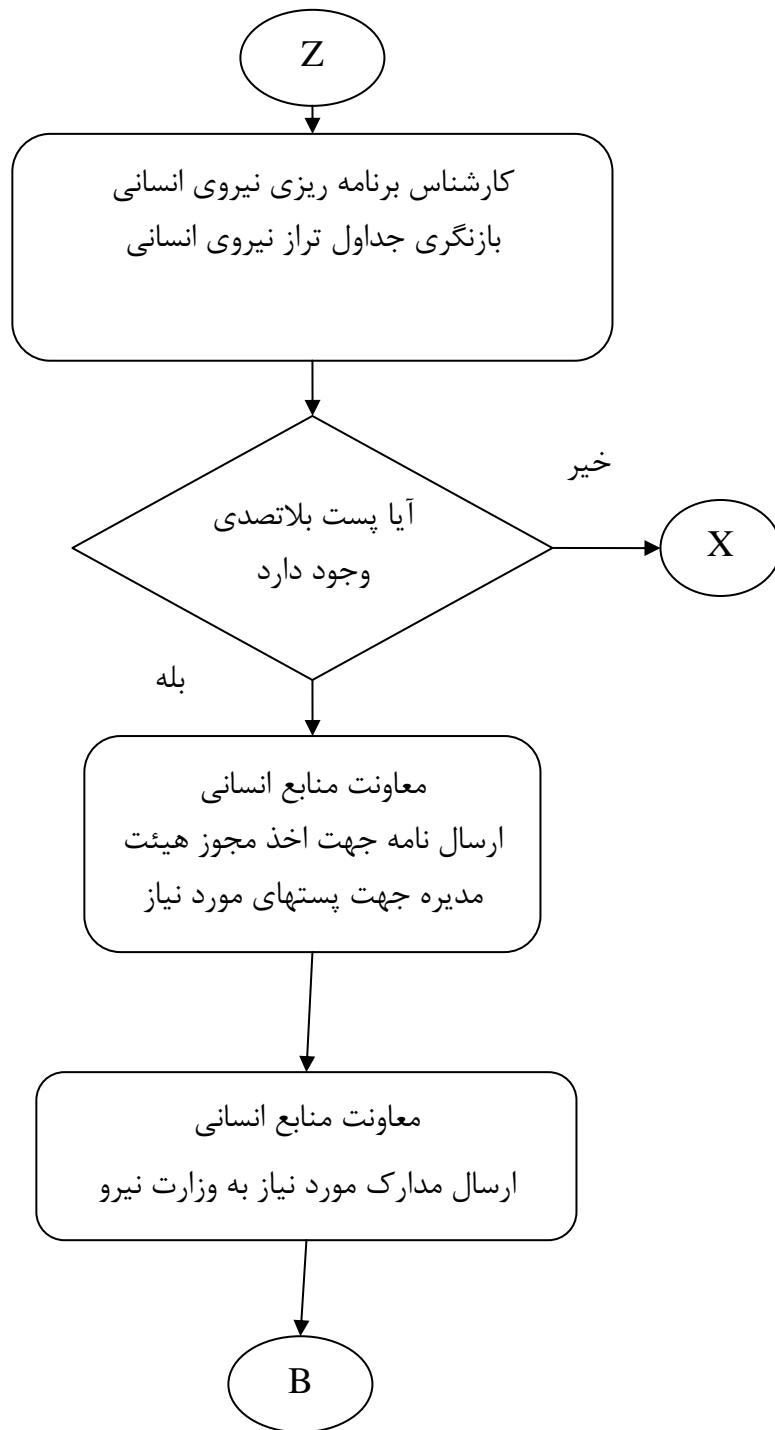 Z
کارشناس برنامه ریزی نیروی انسانی
بازنگری جداول تراز نیروی انسانی
خیر
آیا پست بلاتصدی
وجود دارد
X
بله
معاونت منابع انسانی
ارسال نامه جهت اخذ مجوز هیئت
مدیره جهت پستهای مورد نیاز
معاونت منابع انسانی
ارسال مدارک مورد نیاز به وزارت نیرو
B